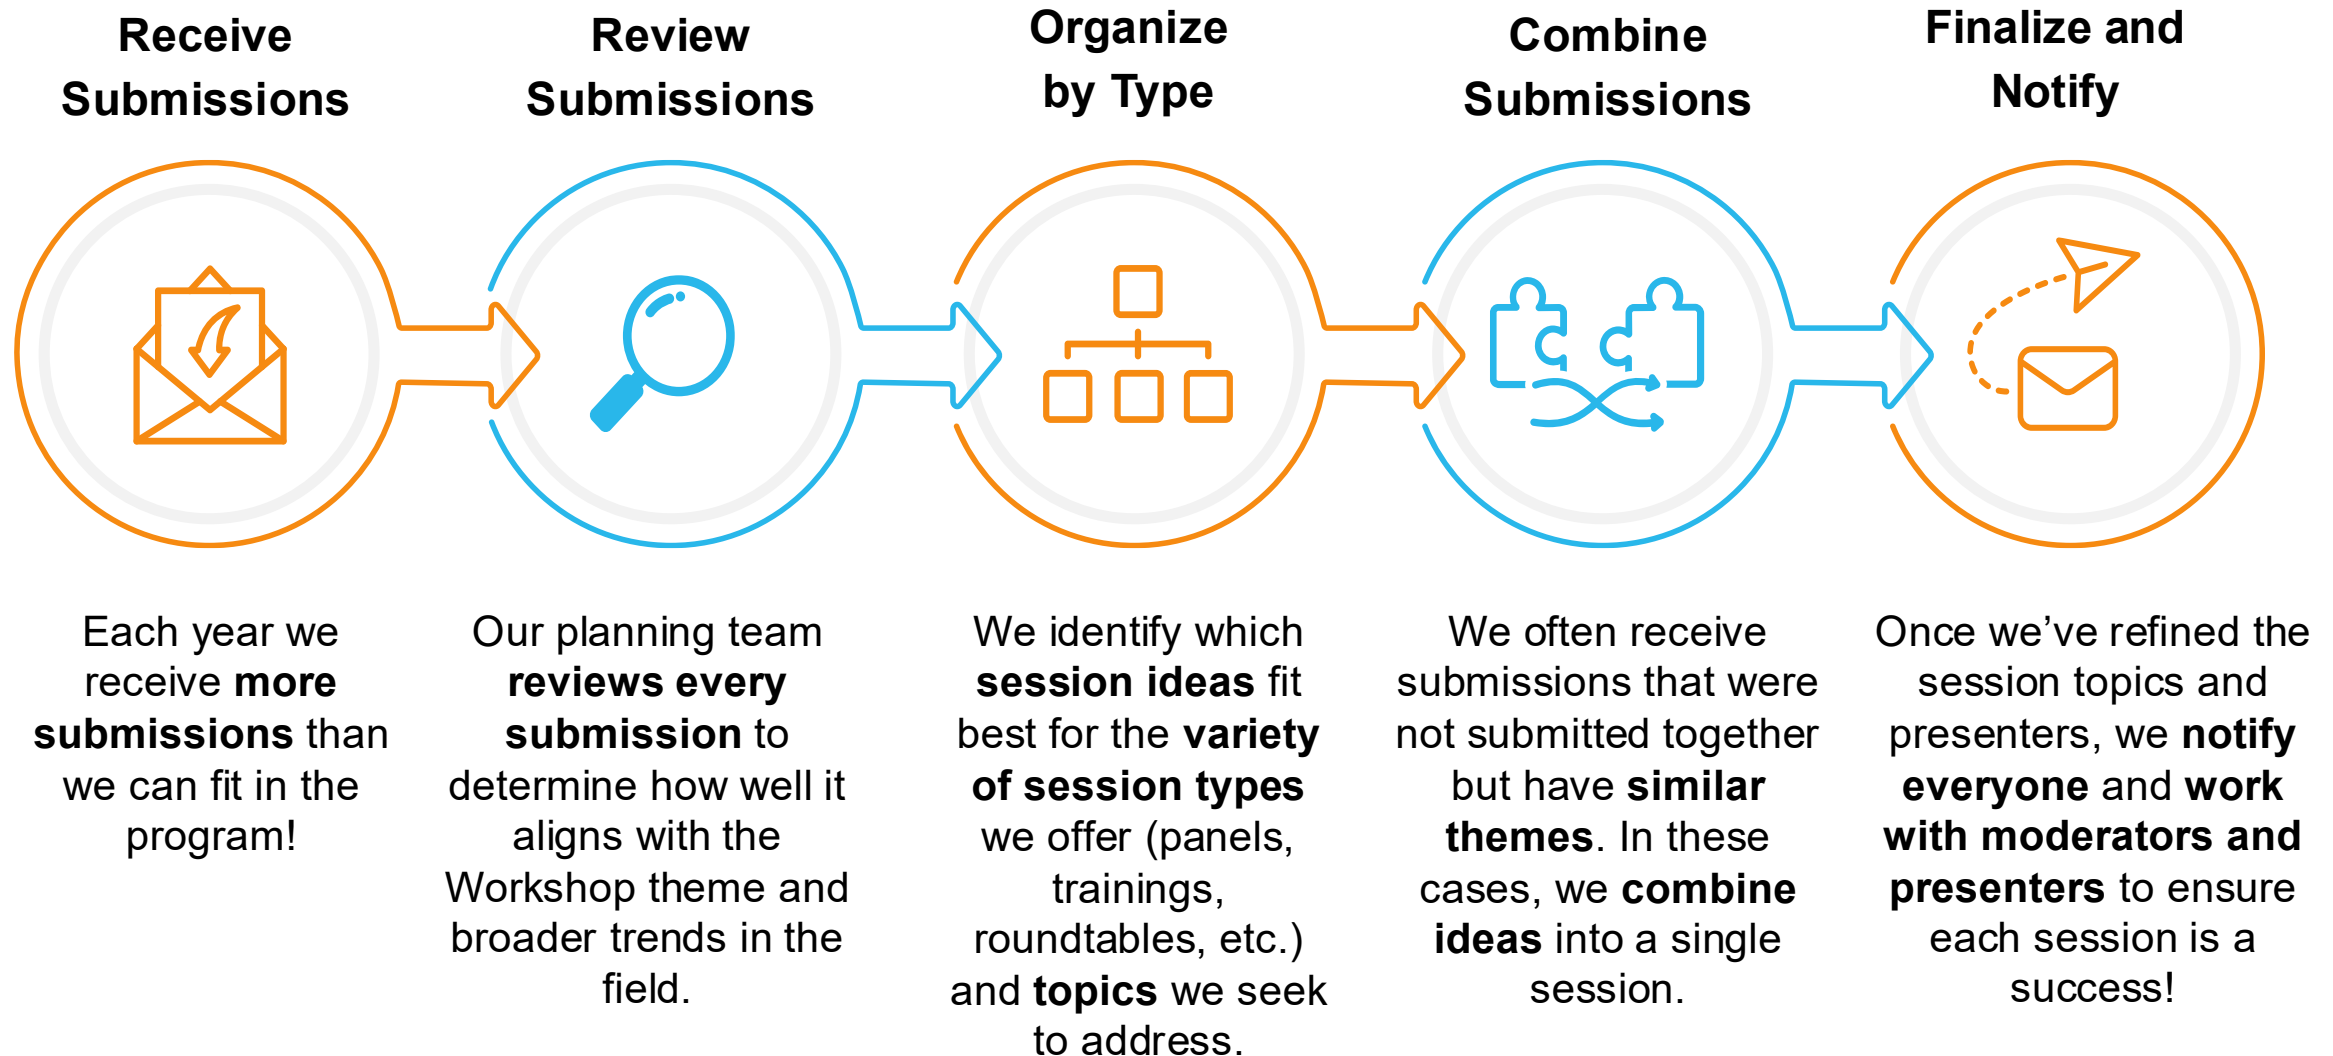 Receive
Submissions
Each year we
receive more
submissions than
we can fit in the
program!
Review
Submissions
Our planning team
reviews every
submission to
determine how well it
aligns with the
Workshop theme and
broader trends in the
field.
Organize
by Type
We identify which
session ideas fit
best for the variety
of session types
we offer (panels,
trainings,
roundtables, etc.)
and topics we seek
to address.
Combine
Submissions
We often receive
submissions that were
not submitted together
but have similar
themes. In these
cases, we combine
ideas into a single
session.
Finalize and
Notify
Once we’ve refined the
session topics and
presenters, we notify
everyone and work
with moderators and
presenters to ensure
each session is a
success!